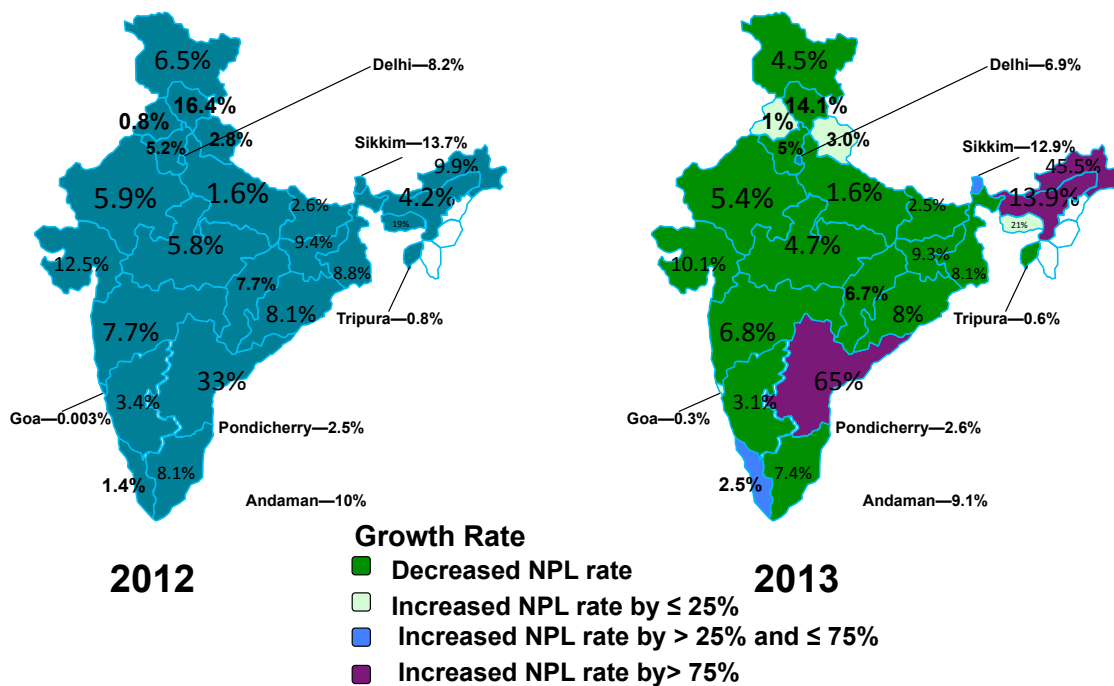 6.5%
Delhi—8.2%
16.4%
0.8%
5.2%
2.8%
Sikkim—13.7%
9.9%
5.9%
1.6%
4.2%
2.6%
19%
5.8%
9.4%
12.5%
8.8%
7.7%
8.1%
Tripura—0.8%
7.7%
33%
3.4%
Goa—0.003%
Pondicherry—2.5%
8.1%
1.4%
Andaman—10%
2012
4.5%
Delhi—6.9%
14.1%
1%
5%
3.0%
Sikkim—12.9%
45.5%
5.4%
1.6%
13.9%
2.5%
21%
4.7%
9.3%
10.1%
8.1%
6.7%
8%
Tripura—0.6%
6.8%
65%
3.1%
Goa—0.3%
Pondicherry—2.6%
7.4%
2.5%
Andaman—9.1%
2013
Growth Rate
Decreased NPL rate
Increased NPL rate by ≤ 25%
Increased NPL rate by > 25% and ≤ 75%
Increased NPL rate by> 75%